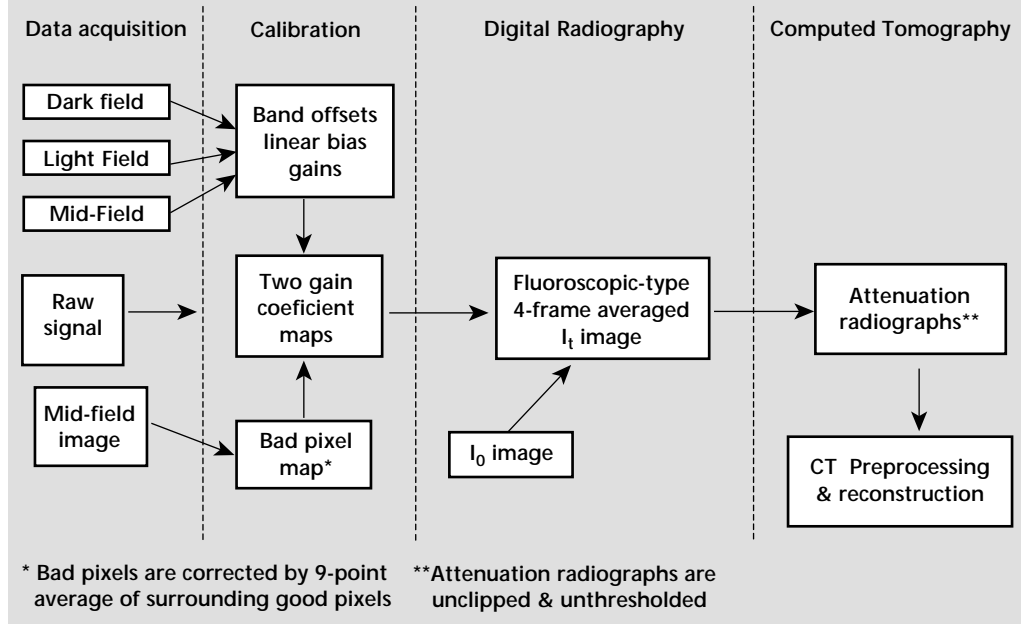 Data acquisition
Calibration
Digital Radiography
Computed Tomography
Dark field
Light Field
Mid-Field
Band offsets
linear bias
gains
Raw
signal
Two gain
coeficient
maps
Fluoroscopic-type
4-frame averaged
It image
Attenuation
radiographs**
Mid-field
image
Bad pixel
map*
I0 image
CT Preprocessing
& reconstruction
* Bad pixels are corrected by 9-point
average of surrounding good pixels
**Attenuation radiographs are
unclipped & unthresholded